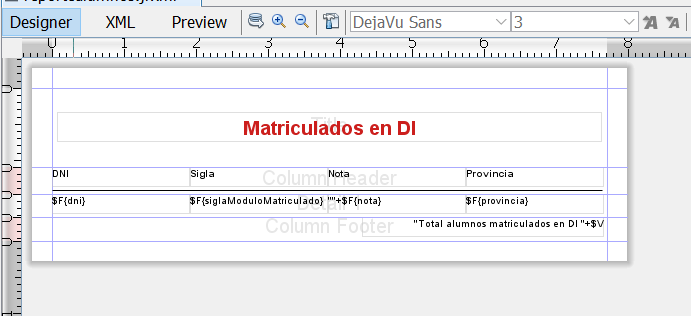 Designer XML Preview DejaVu Sans 3
0 1 2 3 4 5 6 7 8
Title
Matriculados en DI
DNI Sigla Nota Provincia
Column Header
$F{dni} $F{siglaModuloMatriculado} ""+$F{nota} $F{provincia}
Detail
Column Footer
"Total alumnos matriculados en DI "+$V